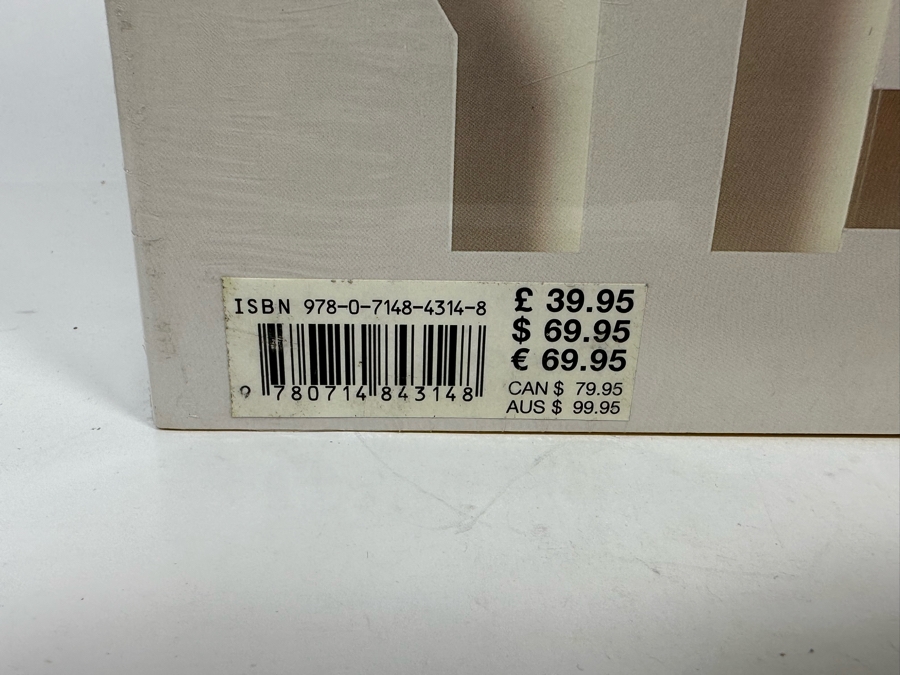 ISBN 978-0-7148-4314-8
9 780714 843148
£ 39.95
$ 69.95
€ 69.95
CAN $ 79.95
AUS $ 99.95